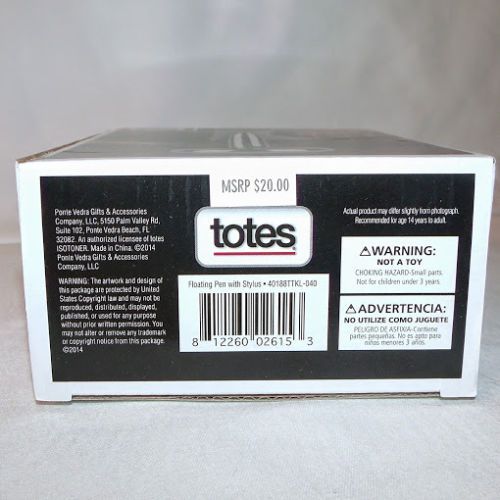 MSRP $20.00
Ponte Vedra Gifts & Accessories
Company, LLC, 5150 Palm Valley Rd,
Suite 102, Ponte Vedra Beach, FL
32082. An authorized licensee of totes
ISOTONER. Made in China. ©2014
Ponte Vedra Gifts & Accessories
Company, LLC
WARNING: The artwork and design of
this package are protected by United
States Copyright law and may not be
reproduced, distributed, displayed,
published, or used for any purpose
without prior written permission. You
may not alter or remove any trademark
or copyright notice from this package.
©2014
totes
Floating Pen with Stylus • 40188TTKL-040
8 12260 02615 3
Actual product may differ slightly from photograph.
Recommended for age 14 years to adult.
⚠WARNING:
NOT A TOY
CHOKING HAZARD-Small parts.
Not for children under 3 years.
⚠ADVERTENCIA:
NO UTILIZE COMO JUGUETE
PELIGRO DE ASFIXIA-Contiene
partes pequeñas. No es apto para
niños menores 3 años.